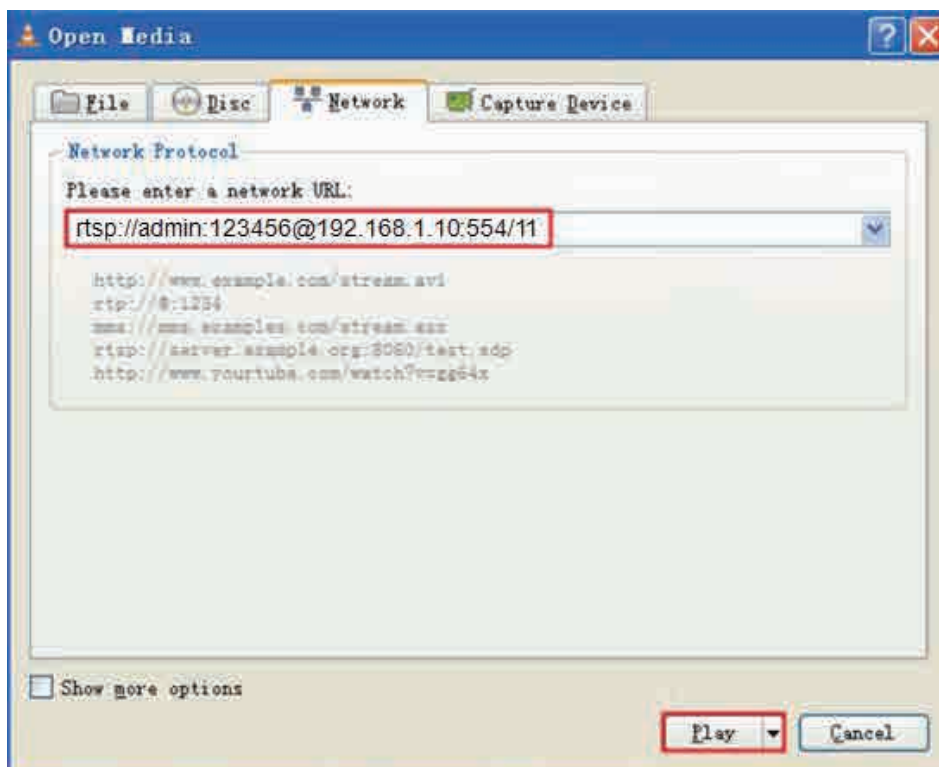 Open Media
?
File Disc Network Capture Device
Network Protocol
Please enter a network URL:
rtsp://admin:123456@192.168.1.10:554/11
http://www.example.com/stream.avi
rtp://@:1234
mms://mms.examples.com/stream.asx
rtsp://server.example.org:8080/test.sdp
http://www.yourtube.com/watch?v=gg64x
Show more options
Play Cancel